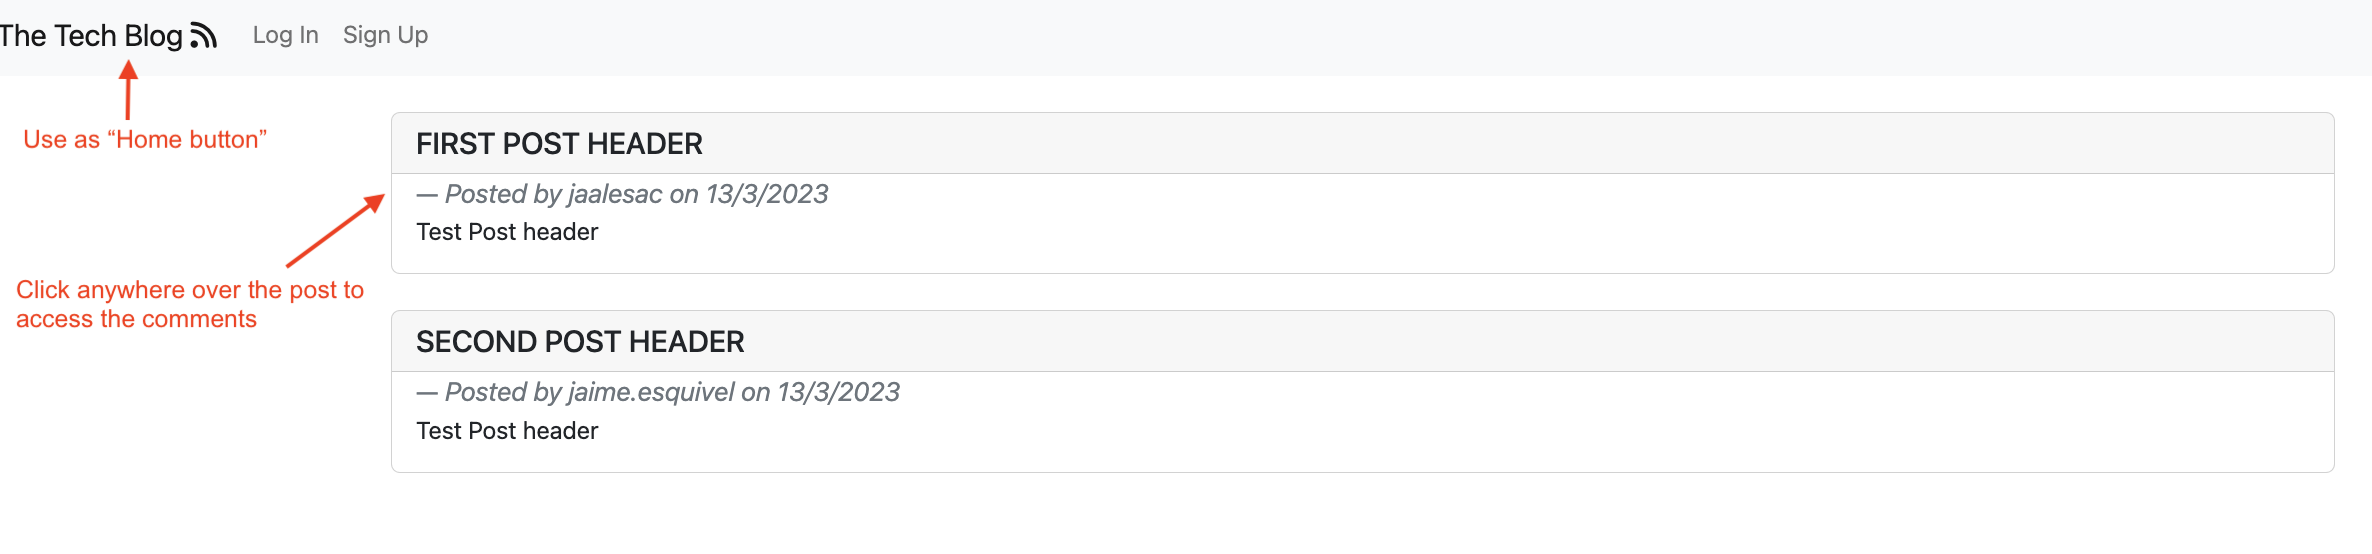 The Tech Blog Log In Sign Up
Use as “Home button”
FIRST POST HEADER
— Posted by jaalesac on 13/3/2023
Test Post header
Click anywhere over the post to
access the comments
SECOND POST HEADER
— Posted by jaime.esquivel on 13/3/2023
Test Post header